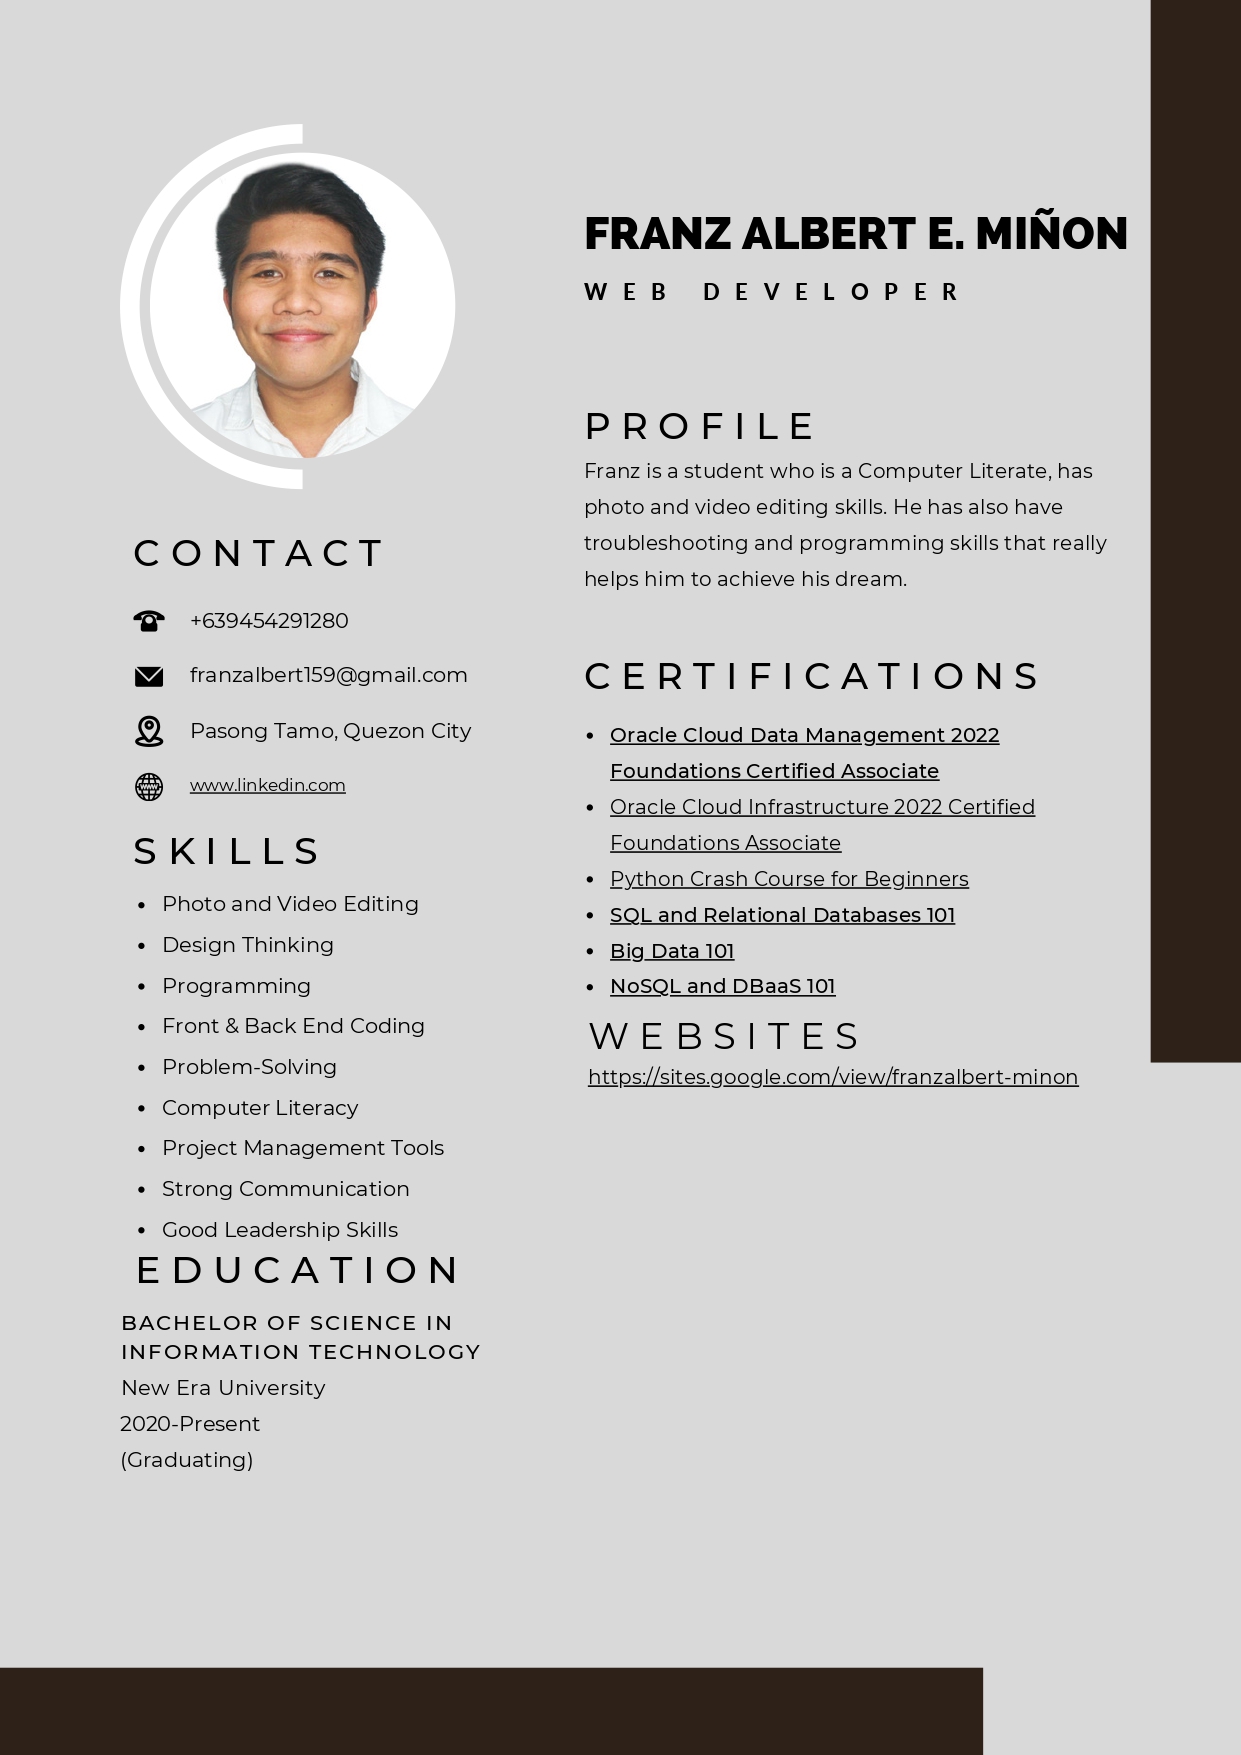 FRANZ ALBERT E. MIÑON
WEB DEVELOPER
CONTACT
+639454291280
franzalbert159@gmail.com
Pasong Tamo, Quezon City
www.linkedin.com
SKILLS
• Photo and Video Editing
• Design Thinking
• Programming
• Front & Back End Coding
• Problem-Solving
• Computer Literacy
• Project Management Tools
• Strong Communication
• Good Leadership Skills
EDUCATION
BACHELOR OF SCIENCE IN
INFORMATION TECHNOLOGY
New Era University
2020-Present
(Graduating)
PROFILE
Franz is a student who is a Computer Literate, has
photo and video editing skills. He has also have
troubleshooting and programming skills that really
helps him to achieve his dream.
CERTIFICATIONS
• Oracle Cloud Data Management 2022
Foundations Certified Associate
• Oracle Cloud Infrastructure 2022 Certified
Foundations Associate
• Python Crash Course for Beginners
• SQL and Relational Databases 101
• Big Data 101
• NoSQL and DBaaS 101
WEBSITES
https://sites.google.com/view/franzalbert-minon